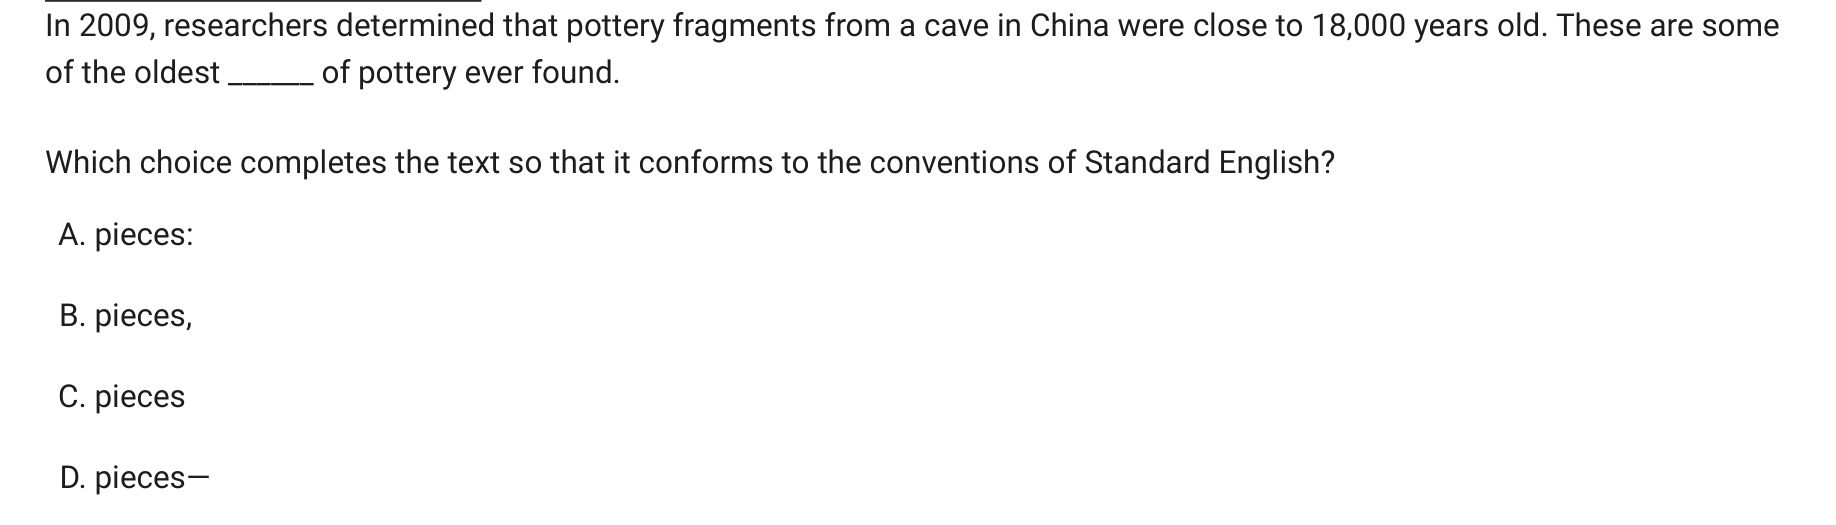 In 2009, researchers determined that pottery fragments from a cave in China were close to 18,000 years old. These are some
of the oldest ______ of pottery ever found.
Which choice completes the text so that it conforms to the conventions of Standard English?
A. pieces:
B. pieces,
C. pieces
D. pieces—